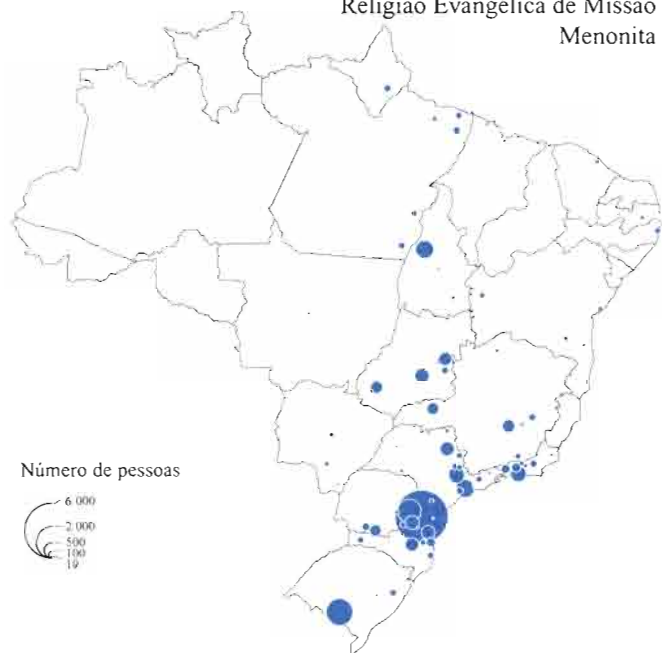 Religião Evangélica de Missão
Menonita
Número de pessoas
6 000
2 000
500
100
19